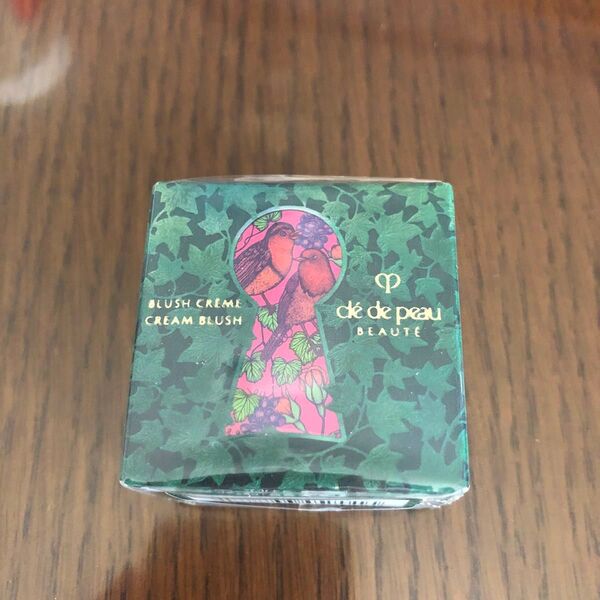 BLUSH CRÈME
CREAM BLUSH
clé de peau
BEAUTÉ